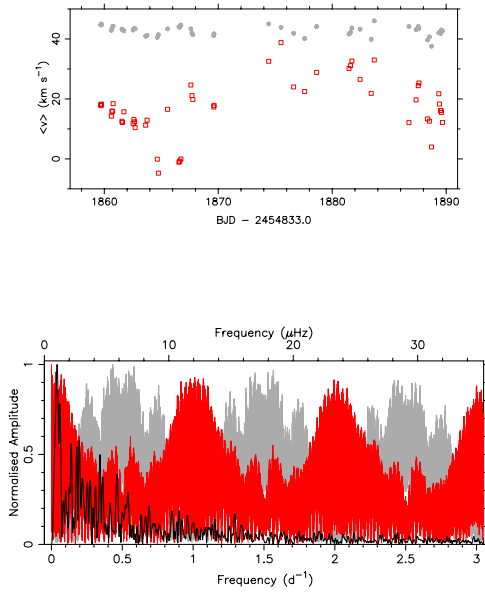 40
20
0
<v> (km s⁻¹)
1860 1870 1880 1890
BJD − 2454833.0
Frequency (μHz)
0 10 20 30
1
0.5
0
Normalised Amplitude
0 0.5 1 1.5 2 2.5 3
Frequency (d⁻¹)